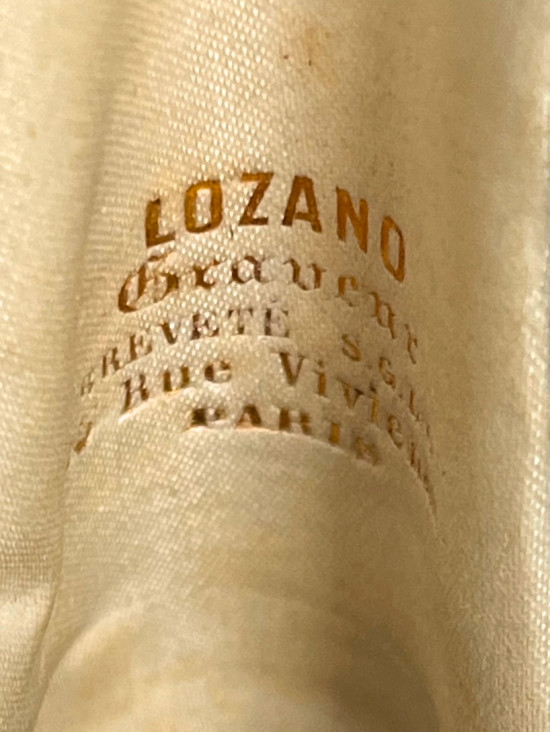 LOZANO
Graveur
BREVETÉ S.G.
Rue Vivienne
PARIS